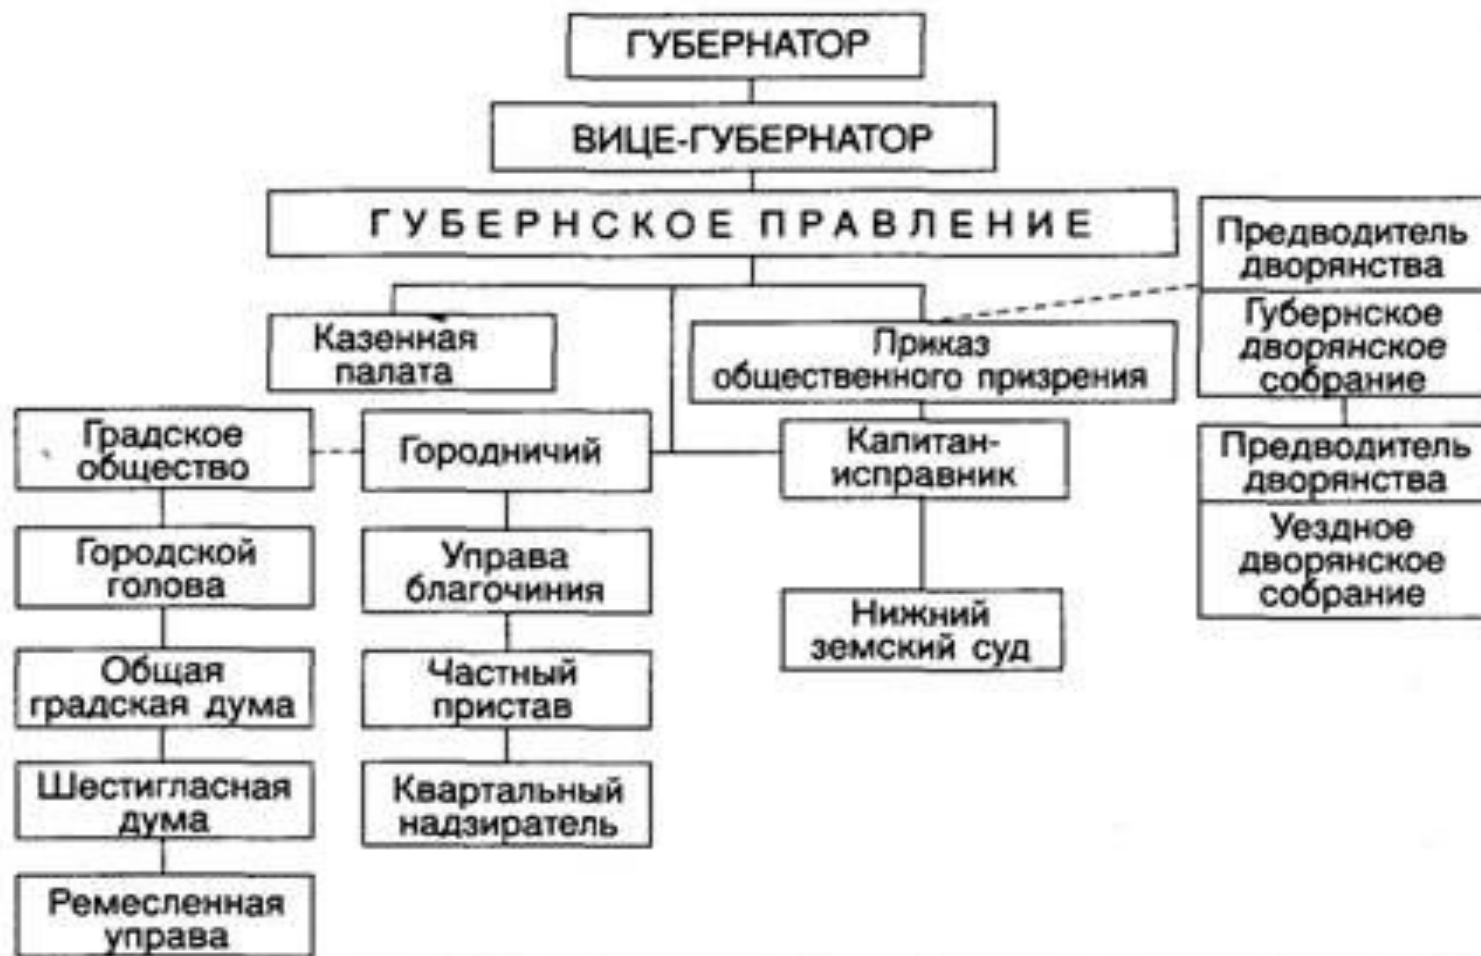 ГУБЕРНАТОР
ВИЦЕ-ГУБЕРНАТОР
ГУБЕРНСКОЕ ПРАВЛЕНИЕ
Предводитель
дворянства
Губернское
дворянское
собрание
Казенная
палата
Приказ
общественного призрения
Градское
общество
Городничий
Капитан-
исправник
Предводитель
дворянства
Уездное
дворянское
собрание
Городской
голова
Управа
благочиния
Нижний
земский суд
Общая
градская дума
Частный
пристав
Шестигласная
дума
Квартальный
надзиратель
Ремесленная
управа